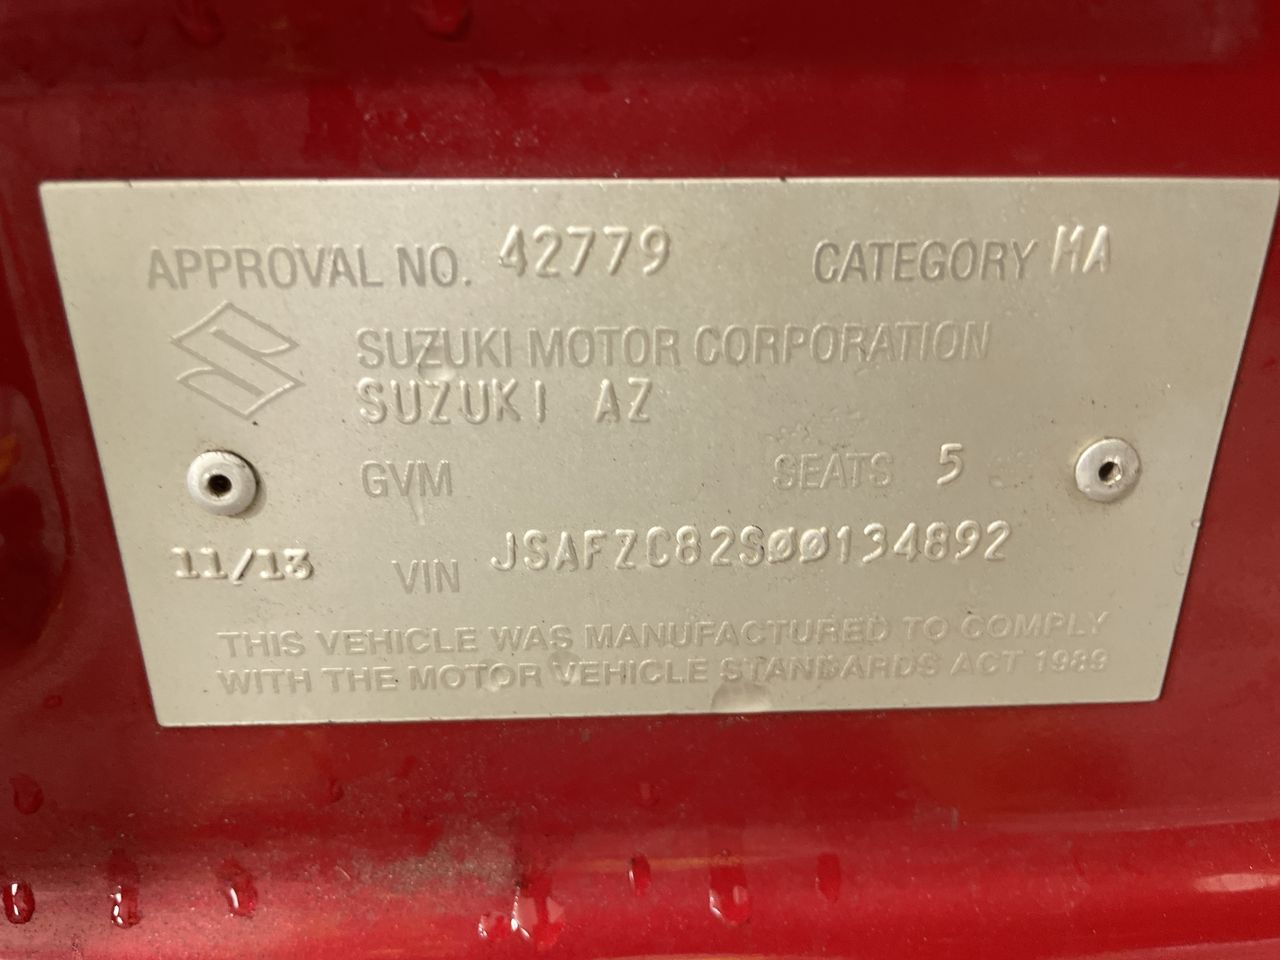 APPROVAL NO. 42779 CATEGORY MA
SUZUKI MOTOR CORPORATION
SUZUKI AZ
GVM SEATS 5
11/13 VIN JSAFZC82S00134892
THIS VEHICLE WAS MANUFACTURED TO COMPLY
WITH THE MOTOR VEHICLE STANDARDS ACT 1989